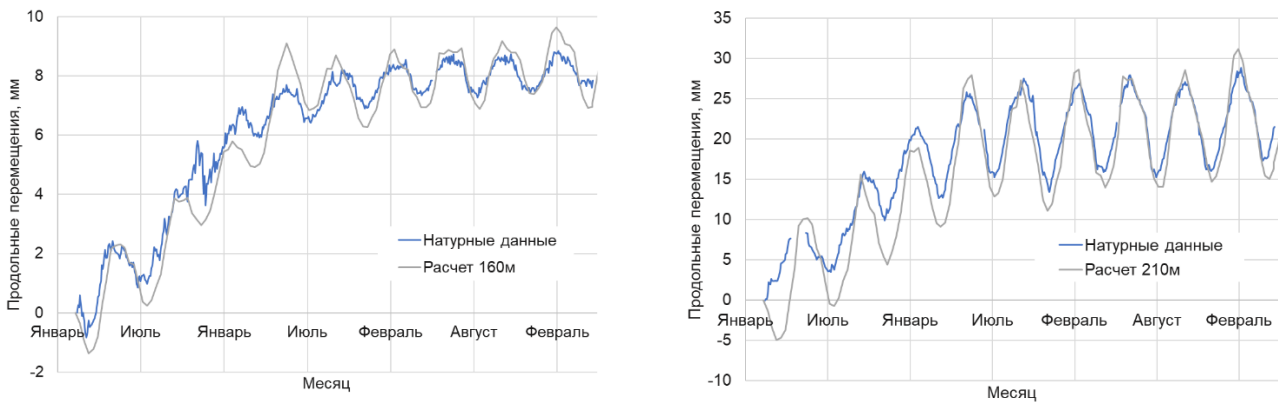 10
8
6
4
2
0
-2
Продольные перемещения, мм
Январь Июль Январь Июль Февраль Август Февраль
Месяц
Натурные данные
Расчет 160м
35
30
25
20
15
10
5
0
-5
-10
Продольные перемещения, мм
Январь Июль Январь Июль Февраль Август Февраль
Месяц
Натурные данные
Расчет 210м